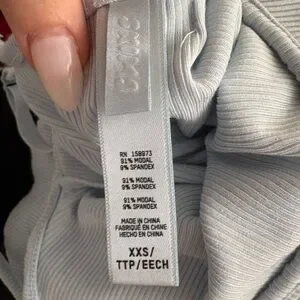 SKIMS
RN 158973
91% MODAL
9% SPANDEX
91% MODAL
9% SPANDEX
91% MODAL
9% SPANDEX
MADE IN CHINA
FABRIQUÉ EN CHINE
HECHO EN CHINA
XXS/
TTP/EECH